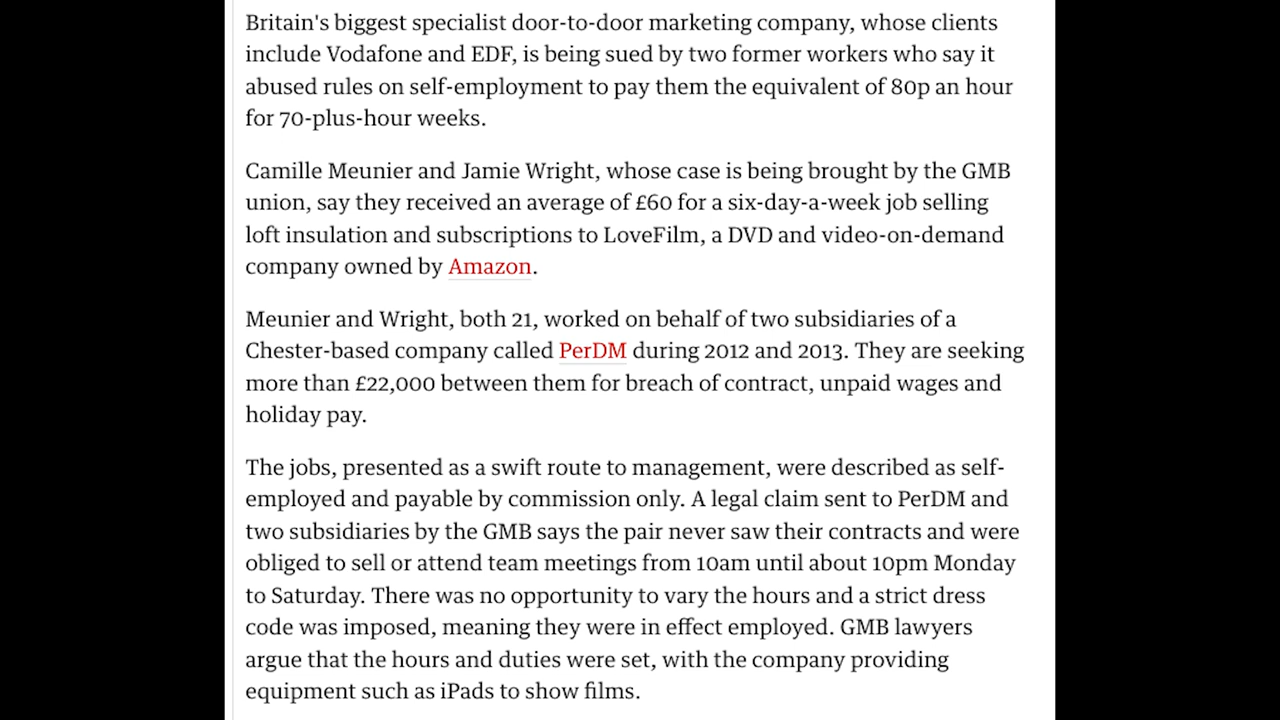 Britain's biggest specialist door-to-door marketing company, whose clients
include Vodafone and EDF, is being sued by two former workers who say it
abused rules on self-employment to pay them the equivalent of 80p an hour
for 70-plus-hour weeks.
Camille Meunier and Jamie Wright, whose case is being brought by the GMB
union, say they received an average of £60 for a six-day-a-week job selling
loft insulation and subscriptions to LoveFilm, a DVD and video-on-demand
company owned by Amazon.
Meunier and Wright, both 21, worked on behalf of two subsidiaries of a
Chester-based company called PerDM during 2012 and 2013. They are seeking
more than £22,000 between them for breach of contract, unpaid wages and
holiday pay.
The jobs, presented as a swift route to management, were described as self-
employed and payable by commission only. A legal claim sent to PerDM and
two subsidiaries by the GMB says the pair never saw their contracts and were
obliged to sell or attend team meetings from 10am until about 10pm Monday
to Saturday. There was no opportunity to vary the hours and a strict dress
code was imposed, meaning they were in effect employed. GMB lawyers
argue that the hours and duties were set, with the company providing
equipment such as iPads to show films.